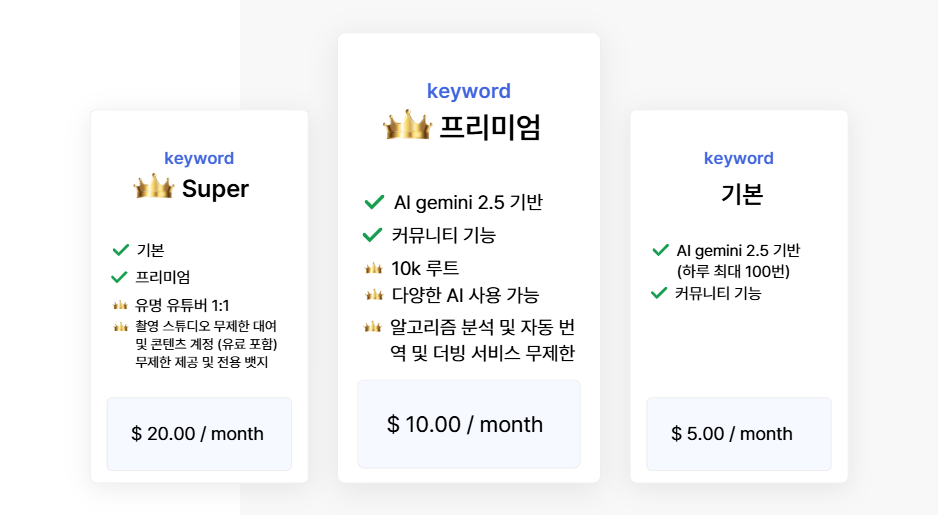 keyword
Super
기본
프리미엄
유명 유튜버 1:1
촬영 스튜디오 무제한 대여
및 콘텐츠 계정 (유료 포함)
무제한 제공 및 전용 뱃지
$ 20.00 / month
keyword
프리미엄
AI gemini 2.5 기반
커뮤니티 기능
10k 루트
다양한 AI 사용 가능
알고리즘 분석 및 자동 번
역 및 더빙 서비스 무제한
$ 10.00 / month
keyword
기본
AI gemini 2.5 기반
(하루 최대 100번)
커뮤니티 기능
$ 5.00 / month